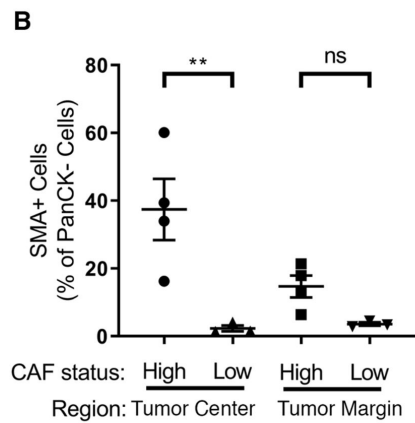 B
SMA+ Cells
(% of PanCK- Cells)
80
60
40
20
0
** ns
CAF status: High Low High Low
Region: Tumor Center Tumor Margin